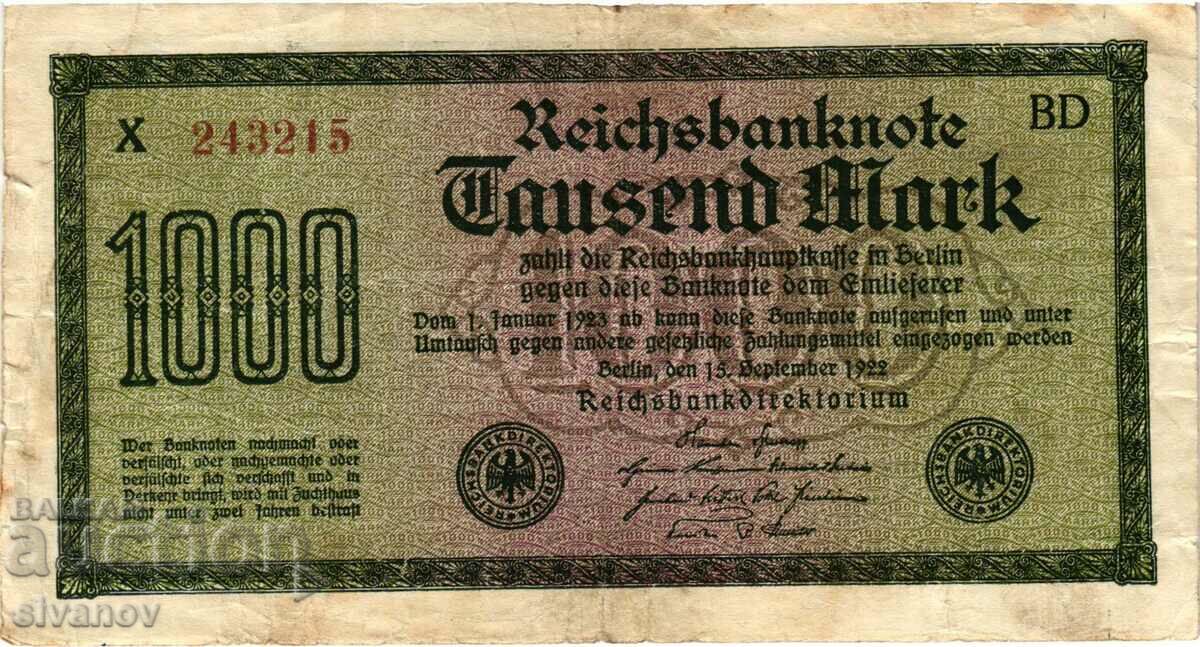 X 243215
Reichsbanknote
BD
Tausend Mark
1000
zahlt die Reichsbankhauptkasse in Berlin
gegen diese Banknote dem Einlieferer
Vom 1. Januar 1923 ab kann diese Banknote aufgerufen und unter
Umtausch gegen andere gesetzliche Zahlungsmittel eingezogen werden
Berlin, den 15. September 1922
Reichsbankdirektorium
Wer Banknoten nachmacht oder
verfälscht, oder nachgemachte oder
verfälschte sich verschafft und in
Verkehr bringt, wird mit Zuchthaus
nicht unter zwei Jahren bestraft
REICHSBANKDIREKTORIUM
REICHSBANKDIREKTORIUM
auction
sivanov